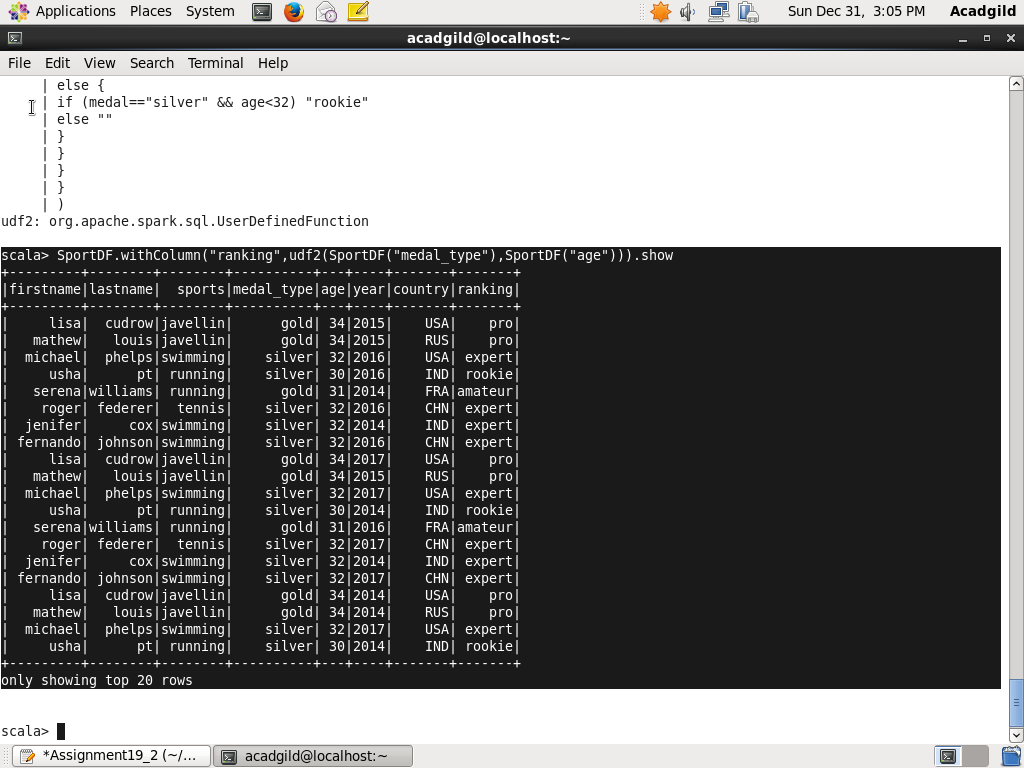 Applications Places System Sun Dec 31, 3:05 PM Acadgild
acadgild@localhost:~
File Edit View Search Terminal Help
     | else {
     | if (medal=="silver" && age<32) "rookie"
     | else ""
     | }
     | }
     | }
     | }
     | )
udf2: org.apache.spark.sql.UserDefinedFunction
scala> SportDF.withColumn("ranking",udf2(SportDF("medal_type"),SportDF("age"))).show
+---------+--------+--------+----------+---+----+-------+-------+
|firstname|lastname|  sports|medal_type|age|year|country|ranking|
+---------+--------+--------+----------+---+----+-------+-------+
|     lisa|  cudrow|javellin|      gold| 34|2015|    USA|    pro|
|   mathew|   louis|javellin|      gold| 34|2015|    RUS|    pro|
|  michael|  phelps|swimming|    silver| 32|2016|    USA| expert|
|     usha|      pt| running|    silver| 30|2016|    IND| rookie|
|   serena|williams| running|      gold| 31|2014|    FRA|amateur|
|    roger| federer|  tennis|    silver| 32|2016|    CHN| expert|
|  jenifer|     cox|swimming|    silver| 32|2014|    IND| expert|
| fernando| johnson|swimming|    silver| 32|2016|    CHN| expert|
|     lisa|  cudrow|javellin|      gold| 34|2017|    USA|    pro|
|   mathew|   louis|javellin|      gold| 34|2015|    RUS|    pro|
|  michael|  phelps|swimming|    silver| 32|2017|    USA| expert|
|     usha|      pt| running|    silver| 30|2014|    IND| rookie|
|   serena|williams| running|      gold| 31|2016|    FRA|amateur|
|    roger| federer|  tennis|    silver| 32|2017|    CHN| expert|
|  jenifer|     cox|swimming|    silver| 32|2014|    IND| expert|
| fernando| johnson|swimming|    silver| 32|2017|    CHN| expert|
|     lisa|  cudrow|javellin|      gold| 34|2014|    USA|    pro|
|   mathew|   louis|javellin|      gold| 34|2014|    RUS|    pro|
|  michael|  phelps|swimming|    silver| 32|2017|    USA| expert|
|     usha|      pt| running|    silver| 30|2014|    IND| rookie|
+---------+--------+--------+----------+---+----+-------+-------+
only showing top 20 rows
scala>
*Assignment19_2 (~/... acadgild@localhost:~